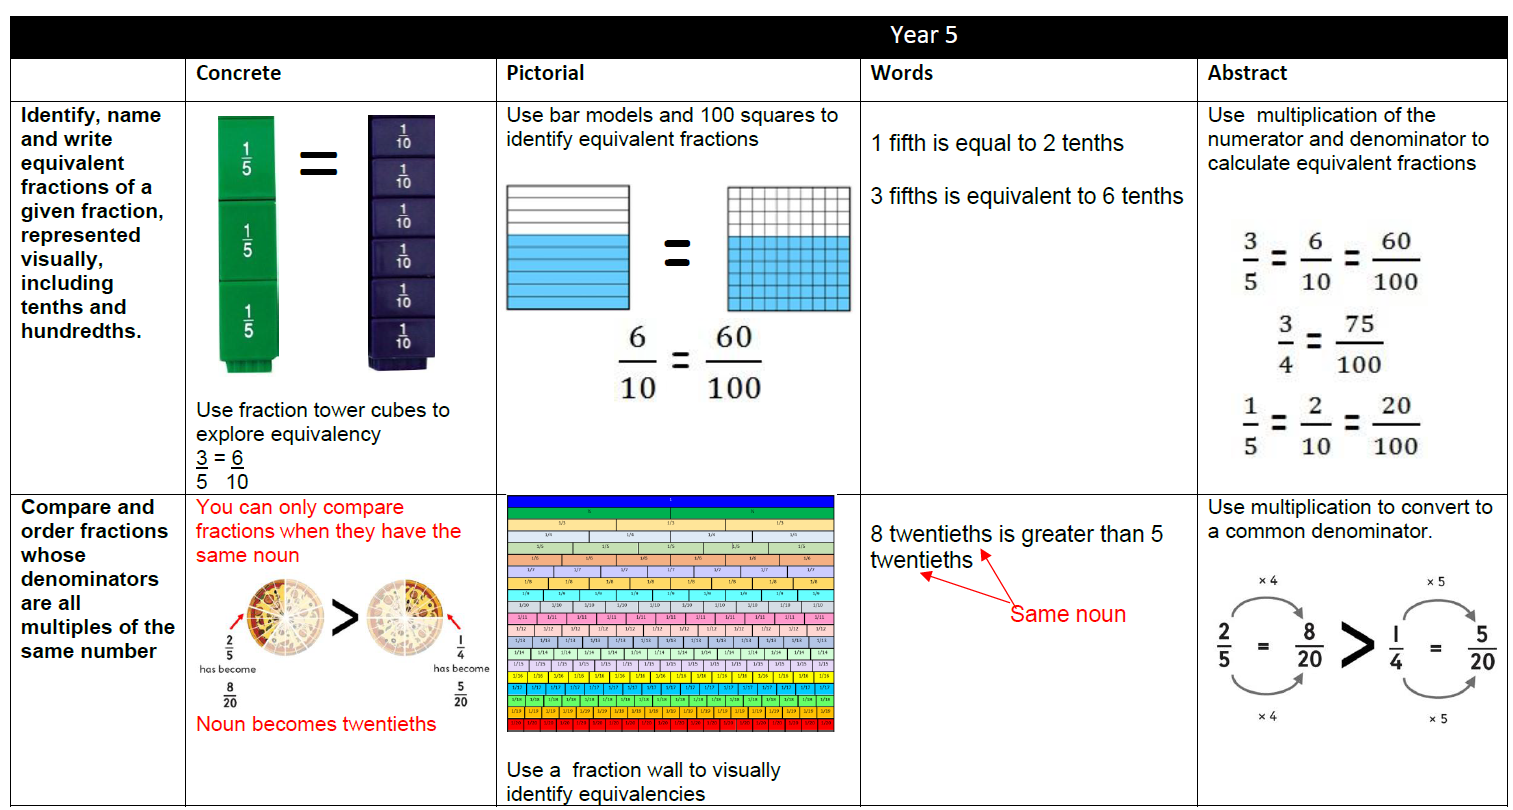 Year 5
Concrete
Pictorial
Words
Abstract
Identify, name
and write
equivalent
fractions of a
given fraction,
represented
visually,
including
tenths and
hundredths.
1/5
1/5
1/5
=
1/10
1/10
1/10
1/10
1/10
1/10
Use fraction tower cubes to
explore equivalency
3/5 = 6/10
Use bar models and 100 squares to
identify equivalent fractions
=
6/10 = 60/100
1 fifth is equal to 2 tenths
3 fifths is equivalent to 6 tenths
Use  multiplication of the
numerator and denominator to
calculate equivalent fractions
3/5 = 6/10 = 60/100
3/4 = 75/100
1/5 = 2/10 = 20/100
Compare and
order fractions
whose
denominators
are all
multiples of the
same number
You can only compare
fractions when they have the
same noun
>
2/5
has become
8/20
1/4
has become
5/20
Noun becomes twentieths
1/3 1/3 1/3
Use a  fraction wall to visually
identify equivalencies
8 twentieths is greater than 5
twentieths
Same noun
Use multiplication to convert to
a common denominator.
× 4 × 5
2/5 = 8/20 > 1/4 = 5/20
× 4 × 5